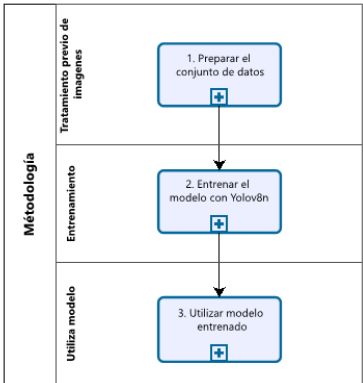 Métodología
Tratamiento previo de
imagenes
1. Preparar el
conjunto de datos
Entrenamiento
2. Entrenar el
modelo con Yolov8n
Utiliza modelo
3. Utilizar modelo
entrenado